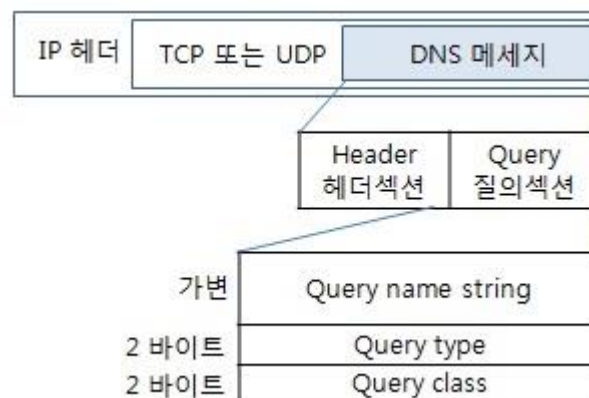 IP 헤더 TCP 또는 UDP DNS 메세지
Header Query
헤더섹션 질의섹션
가변 Query name string
2 바이트 Query type
2 바이트 Query class